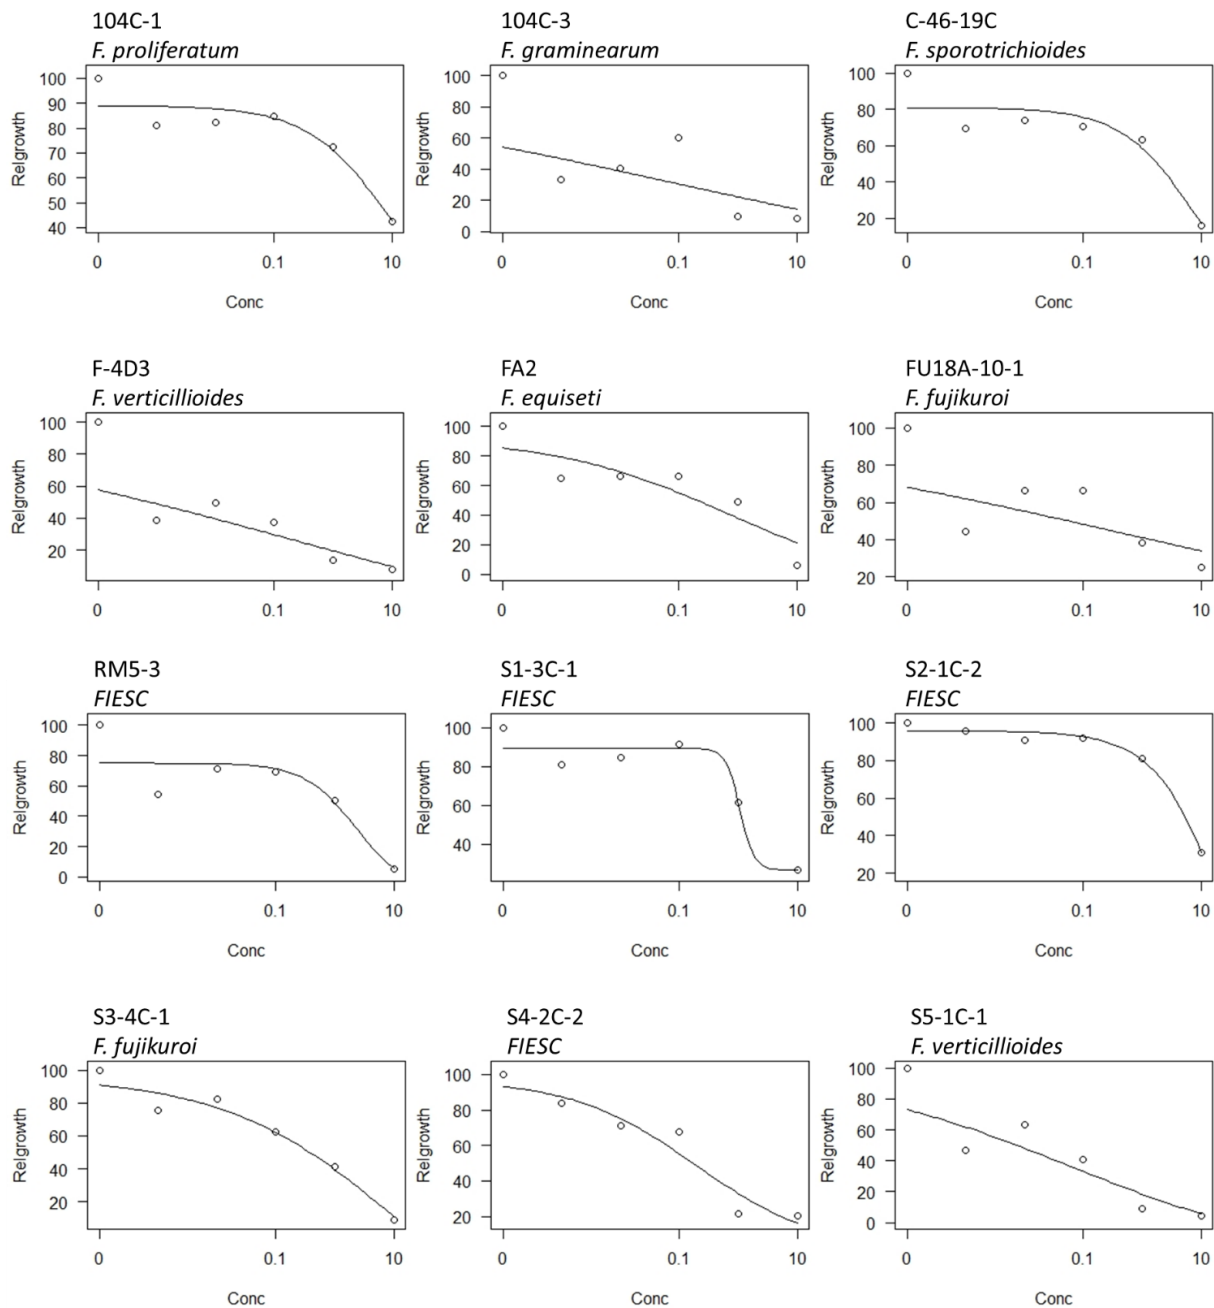 104C-1
F. proliferatum
100
90
80
70
60
50
40
Relgrowth
0
0.1
10
Conc
104C-3
F. graminearum
100
80
60
40
20
0
Relgrowth
0
0.1
10
Conc
C-46-19C
F. sporotrichioides
100
80
60
40
20
Relgrowth
0
0.1
10
Conc
F-4D3
F. verticillioides
100
80
60
40
20
Relgrowth
0
0.1
10
FA2
F. equiseti
100
80
60
40
20
0
Relgrowth
0
0.1
10
FU18A-10-1
F. fujikuroi
100
80
60
40
20
Relgrowth
0
0.1
10
RM5-3
FIESC
100
75
60
40
20
0
Relgrowth
0
0.1
10
Conc
S1-3C-1
FIESC
100
80
60
40
Relgrowth
0
0.1
10
Conc
S2-1C-2
FIESC
100
80
60
40
20
Relgrowth
0
0.1
10
Conc
S3-4C-1
F. fujikuroi
100
80
60
40
20
Relgrowth
0
0.1
10
Conc
S4-2C-2
FIESC
100
80
60
40
20
Relgrowth
0
0.1
10
Conc
S5-1C-1
F. verticillioides
100
80
60
40
20
0
Relgrowth
0
0.1
10
Conc